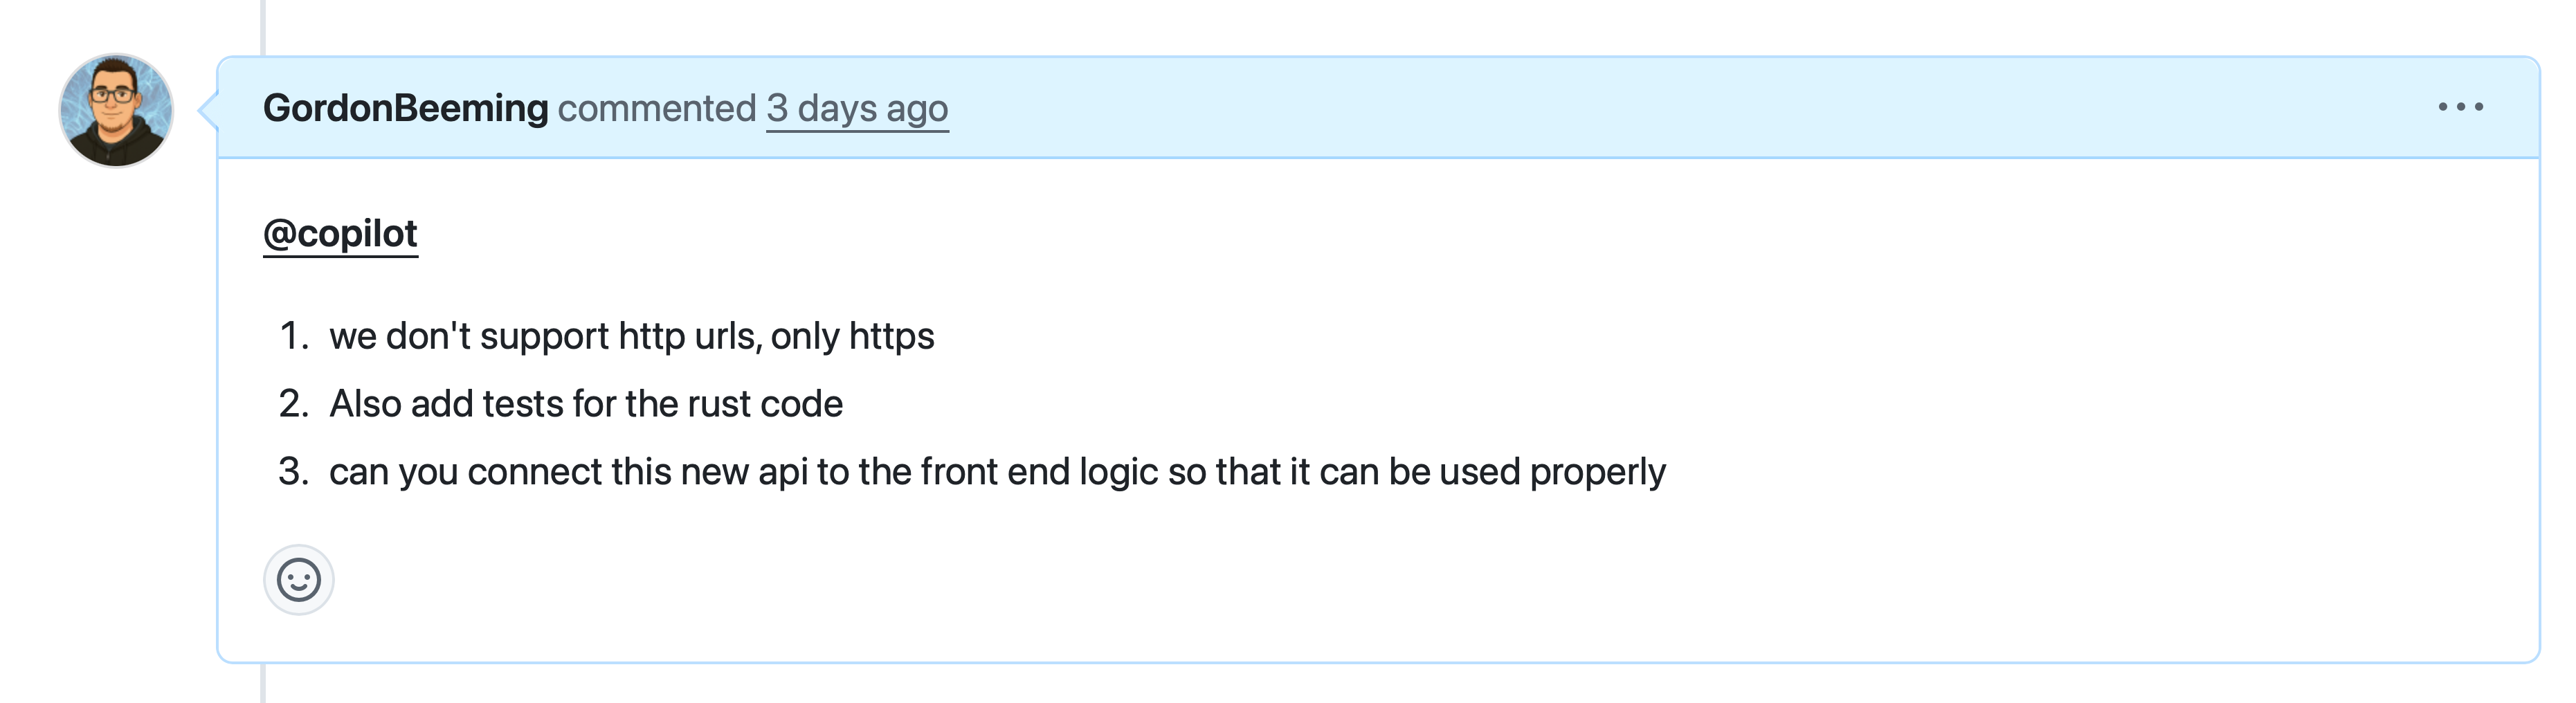 GordonBeeming commented 3 days ago
@copilot
1. we don't support http urls, only https
2. Also add tests for the rust code
3. can you connect this new api to the front end logic so that it can be used properly